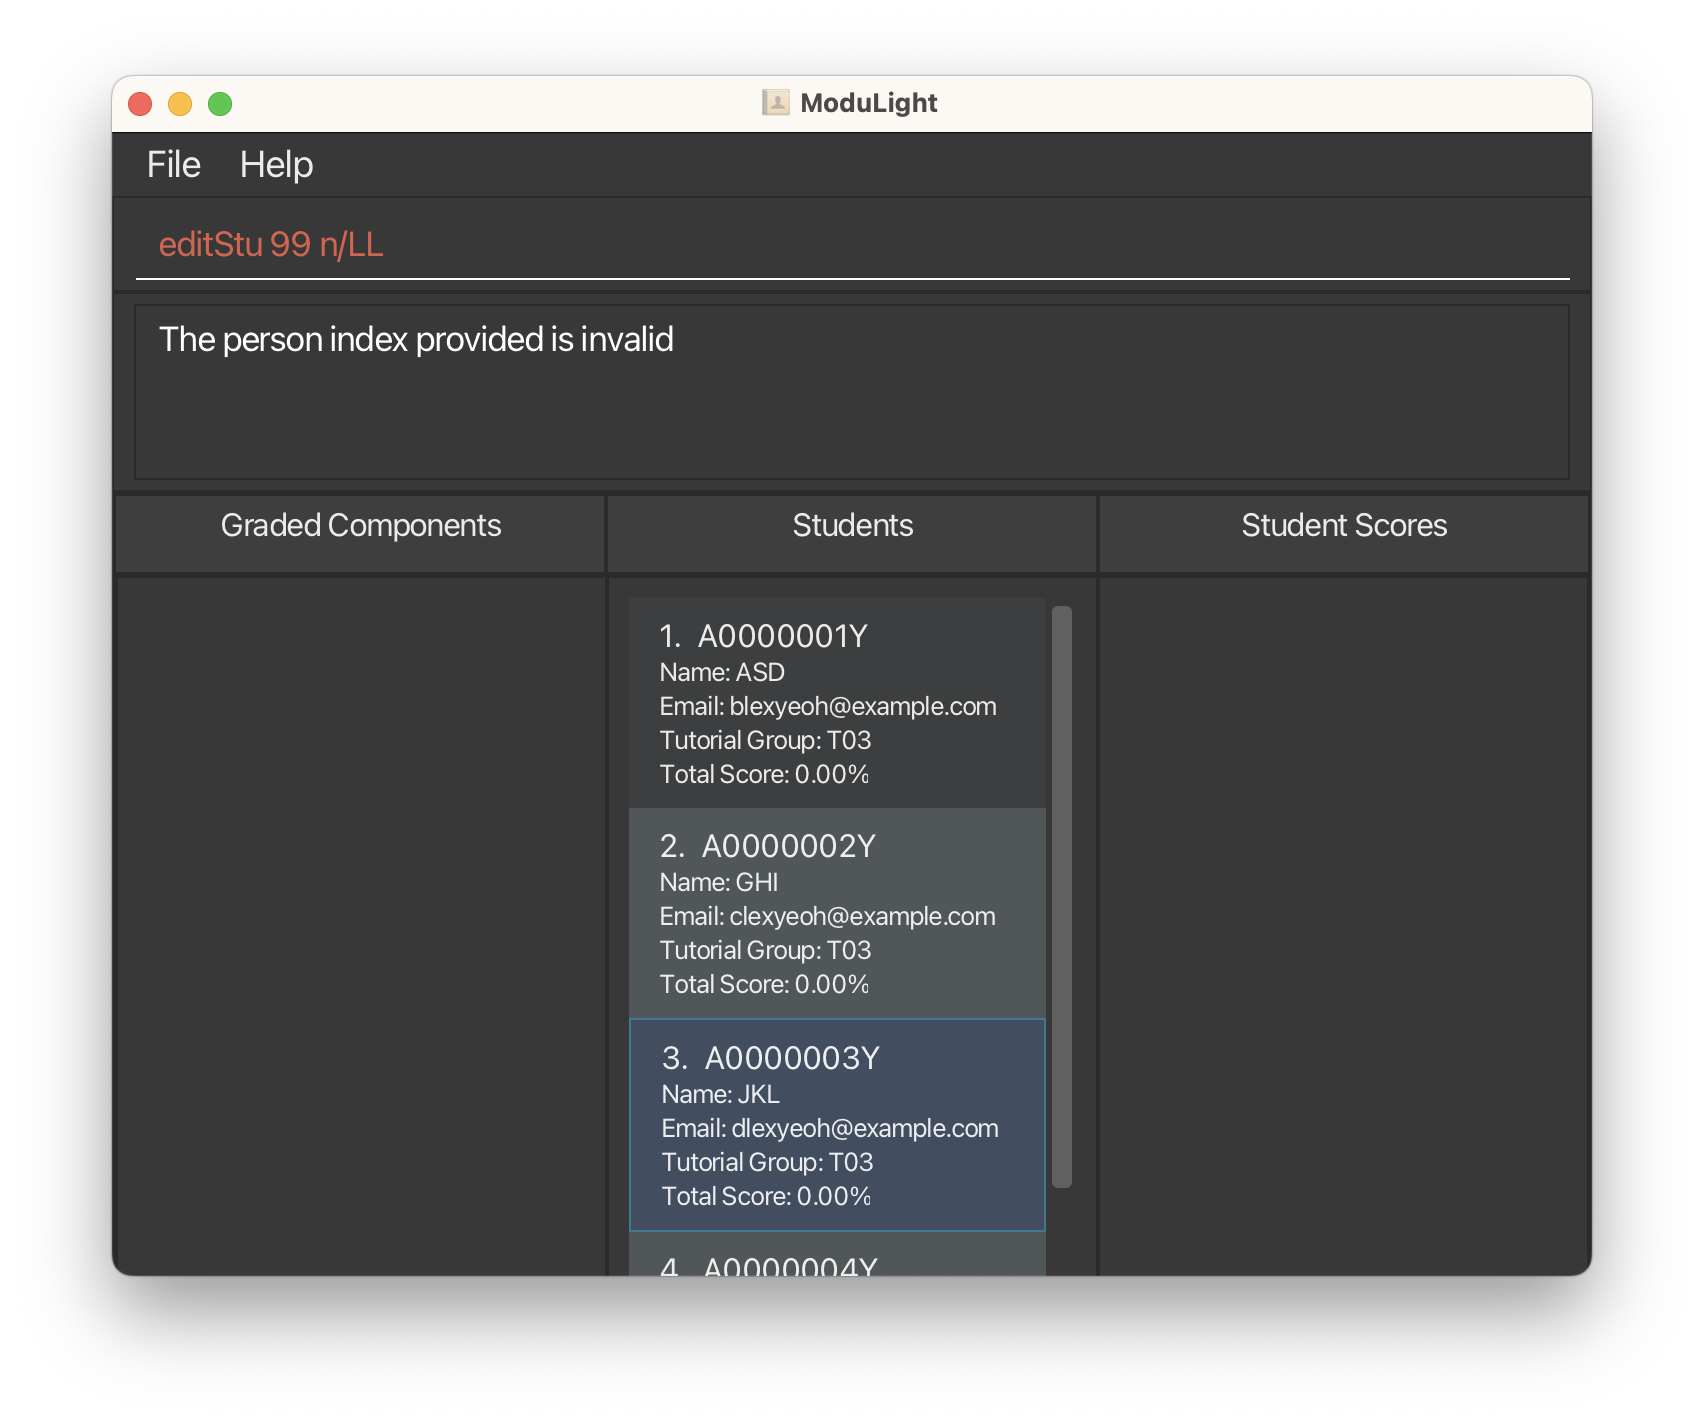 ModuLight
File Help
editStu 99 n/LL
The person index provided is invalid
Graded Components Students Student Scores
1. A0000001Y
Name: ASD
Email: blexyeoh@example.com
Tutorial Group: T03
Total Score: 0.00%
2. A0000002Y
Name: GHI
Email: clexyeoh@example.com
Tutorial Group: T03
Total Score: 0.00%
3. A0000003Y
Name: JKL
Email: dlexyeoh@example.com
Tutorial Group: T03
Total Score: 0.00%
4. A0000004Y